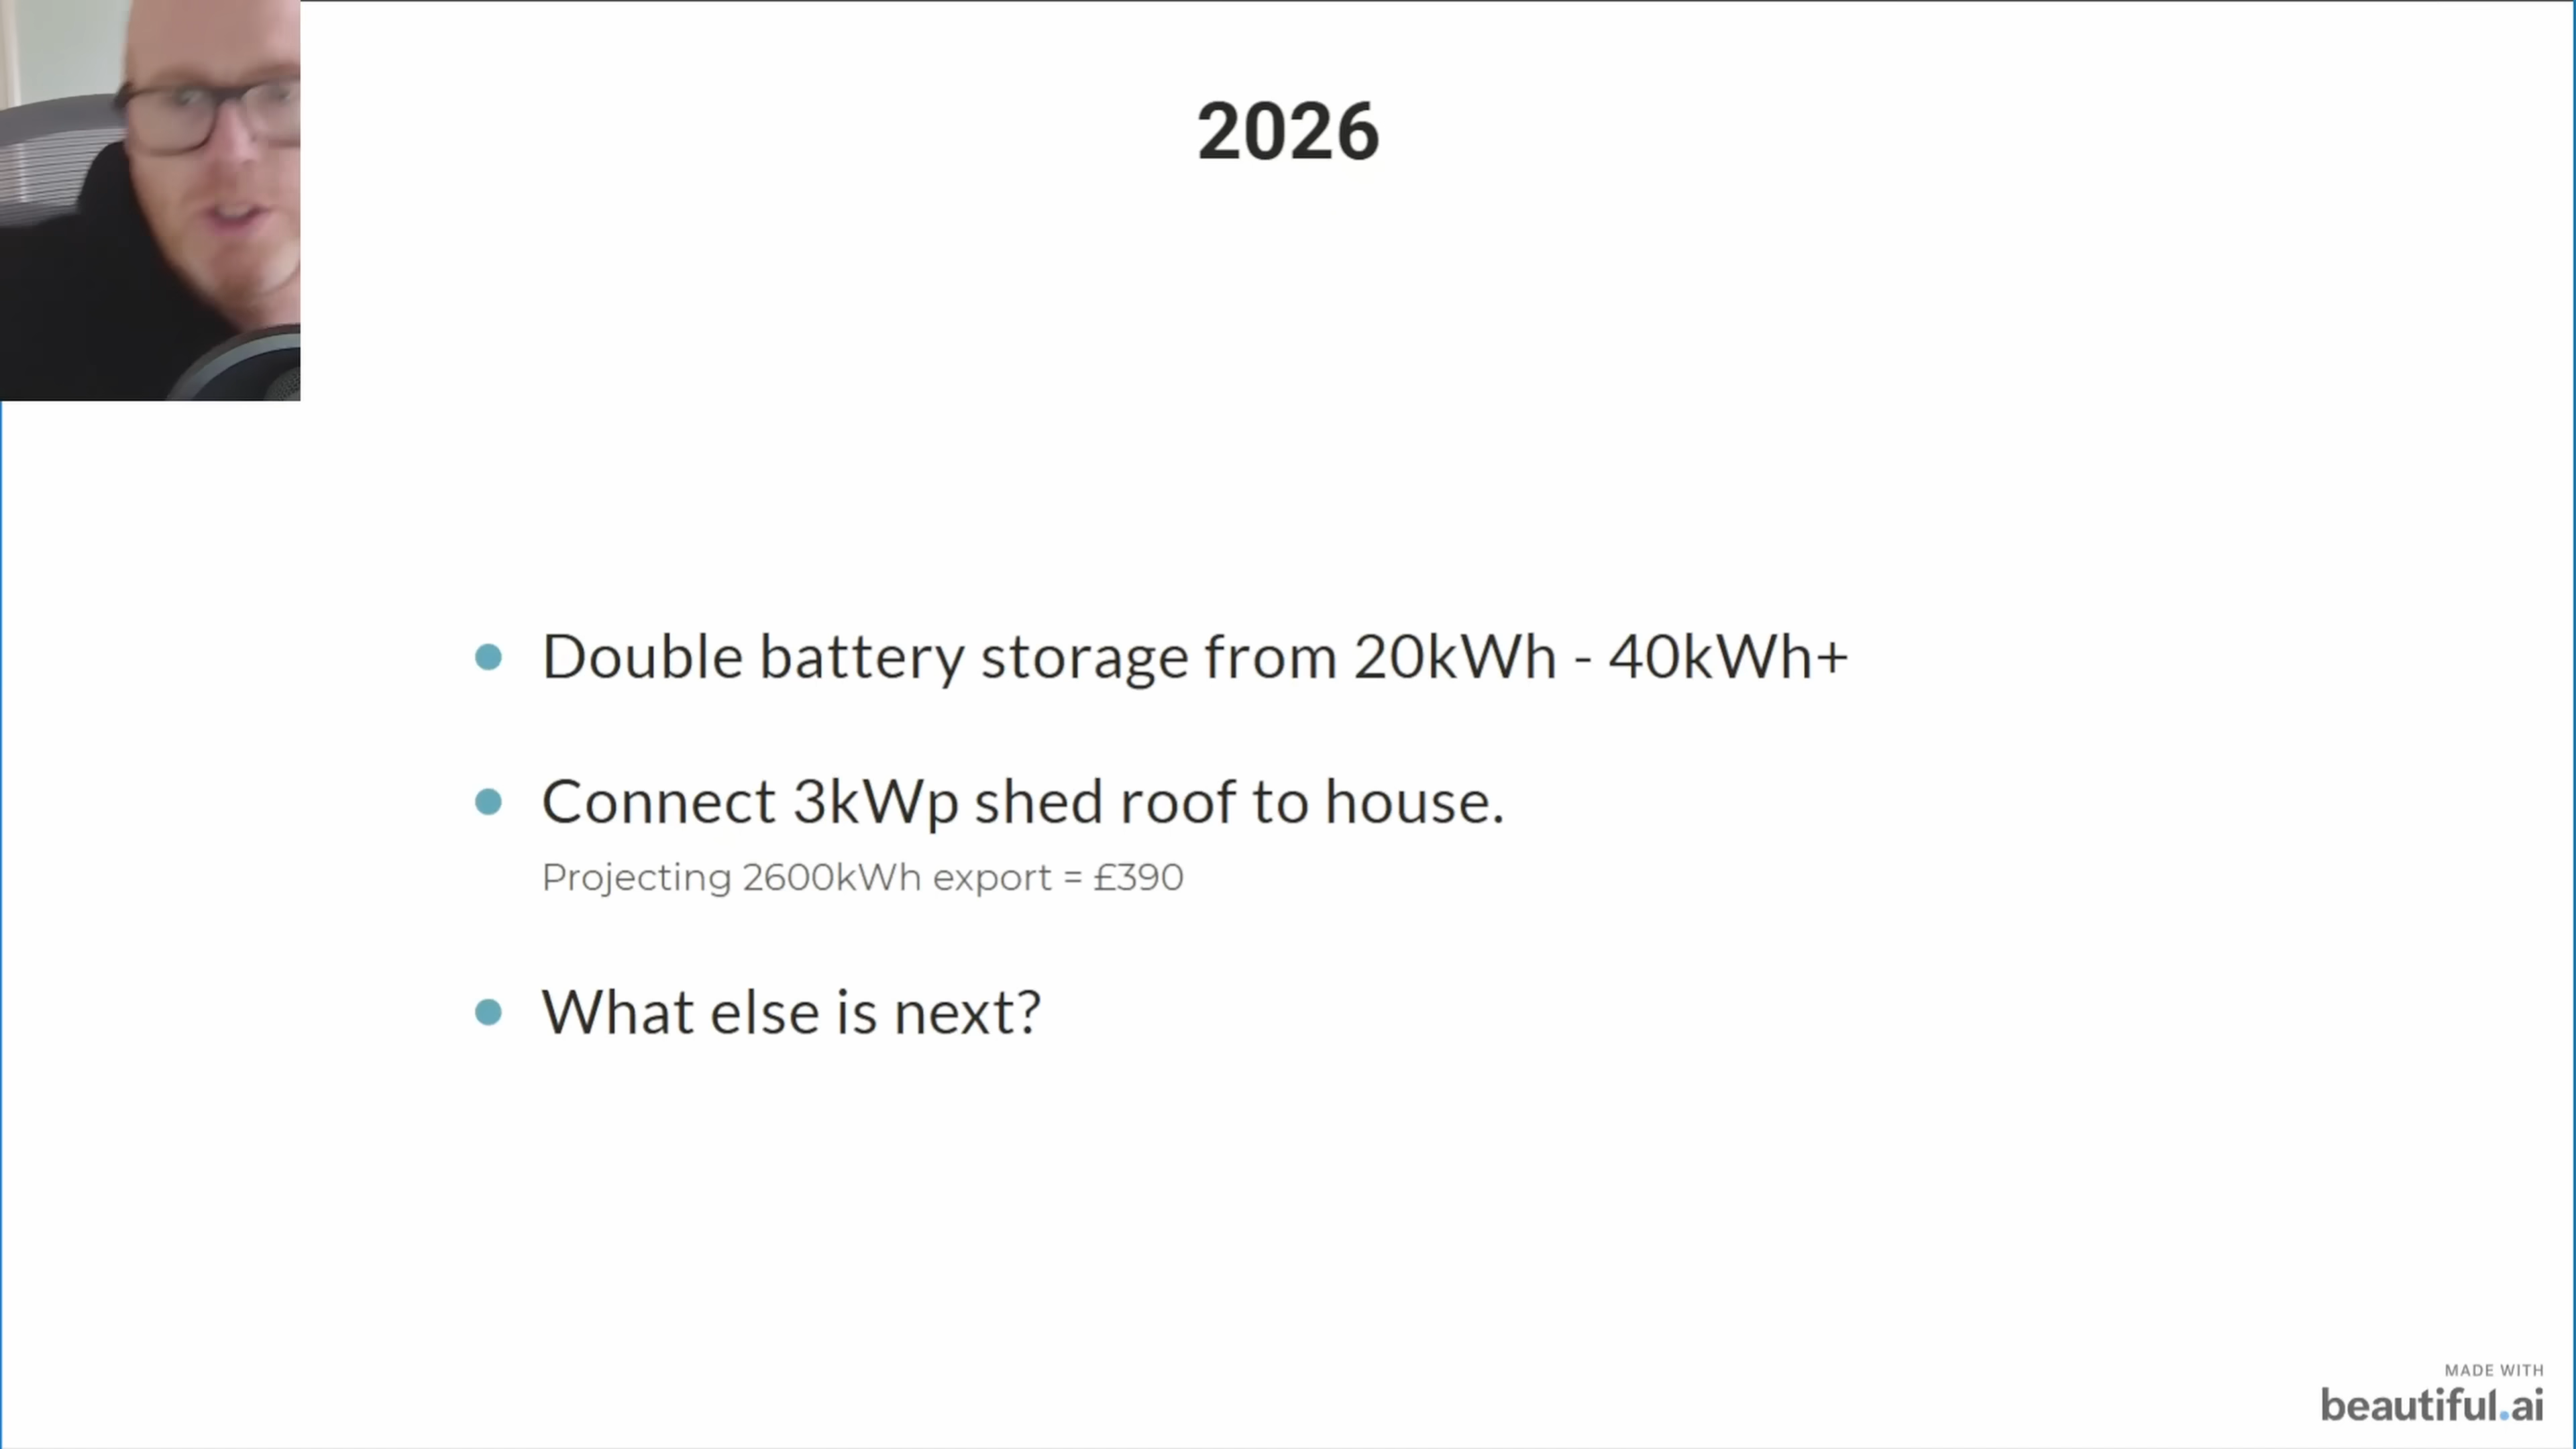 2026
Double battery storage from 20kWh - 40kWh+
Connect 3kWp shed roof to house.
Projecting 2600kWh export = £390
What else is next?
MADE WITH
beautiful.ai